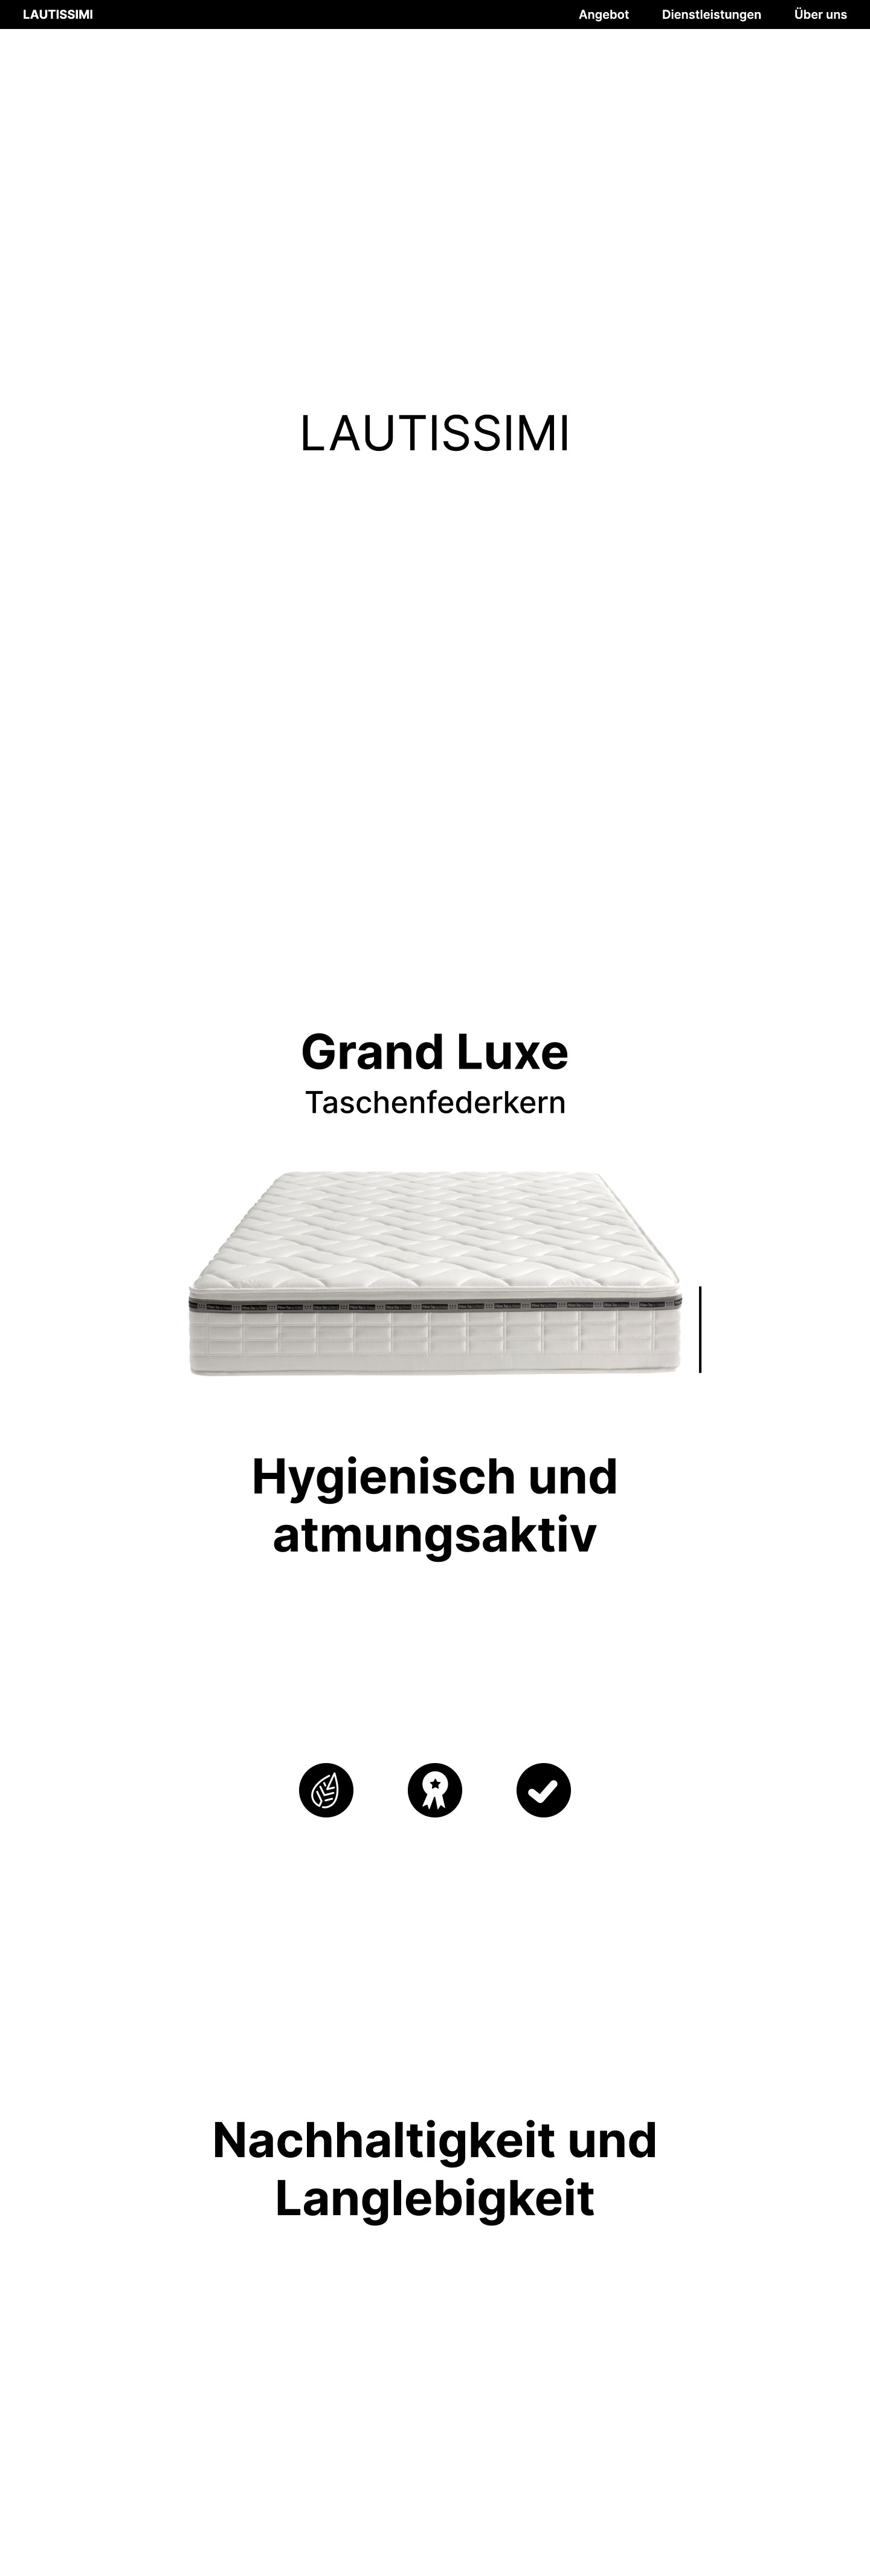 LAUTISSIMI
Angebot Dienstleistungen Über uns
LAUTISSIMI
Grand Luxe
Taschenfederkern
Hygienisch und
atmungsaktiv
Nachhaltigkeit und
Langlebigkeit